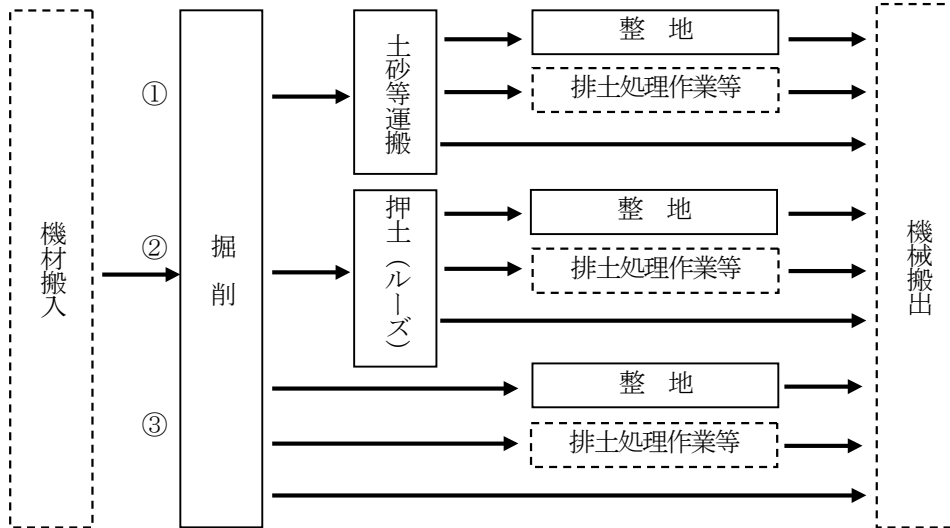 機材搬入
①
②
③
掘削
土砂等運搬
整　地
排土処理作業等
押土（ルーズ）
整　地
排土処理作業等
整　地
排土処理作業等
機械搬出